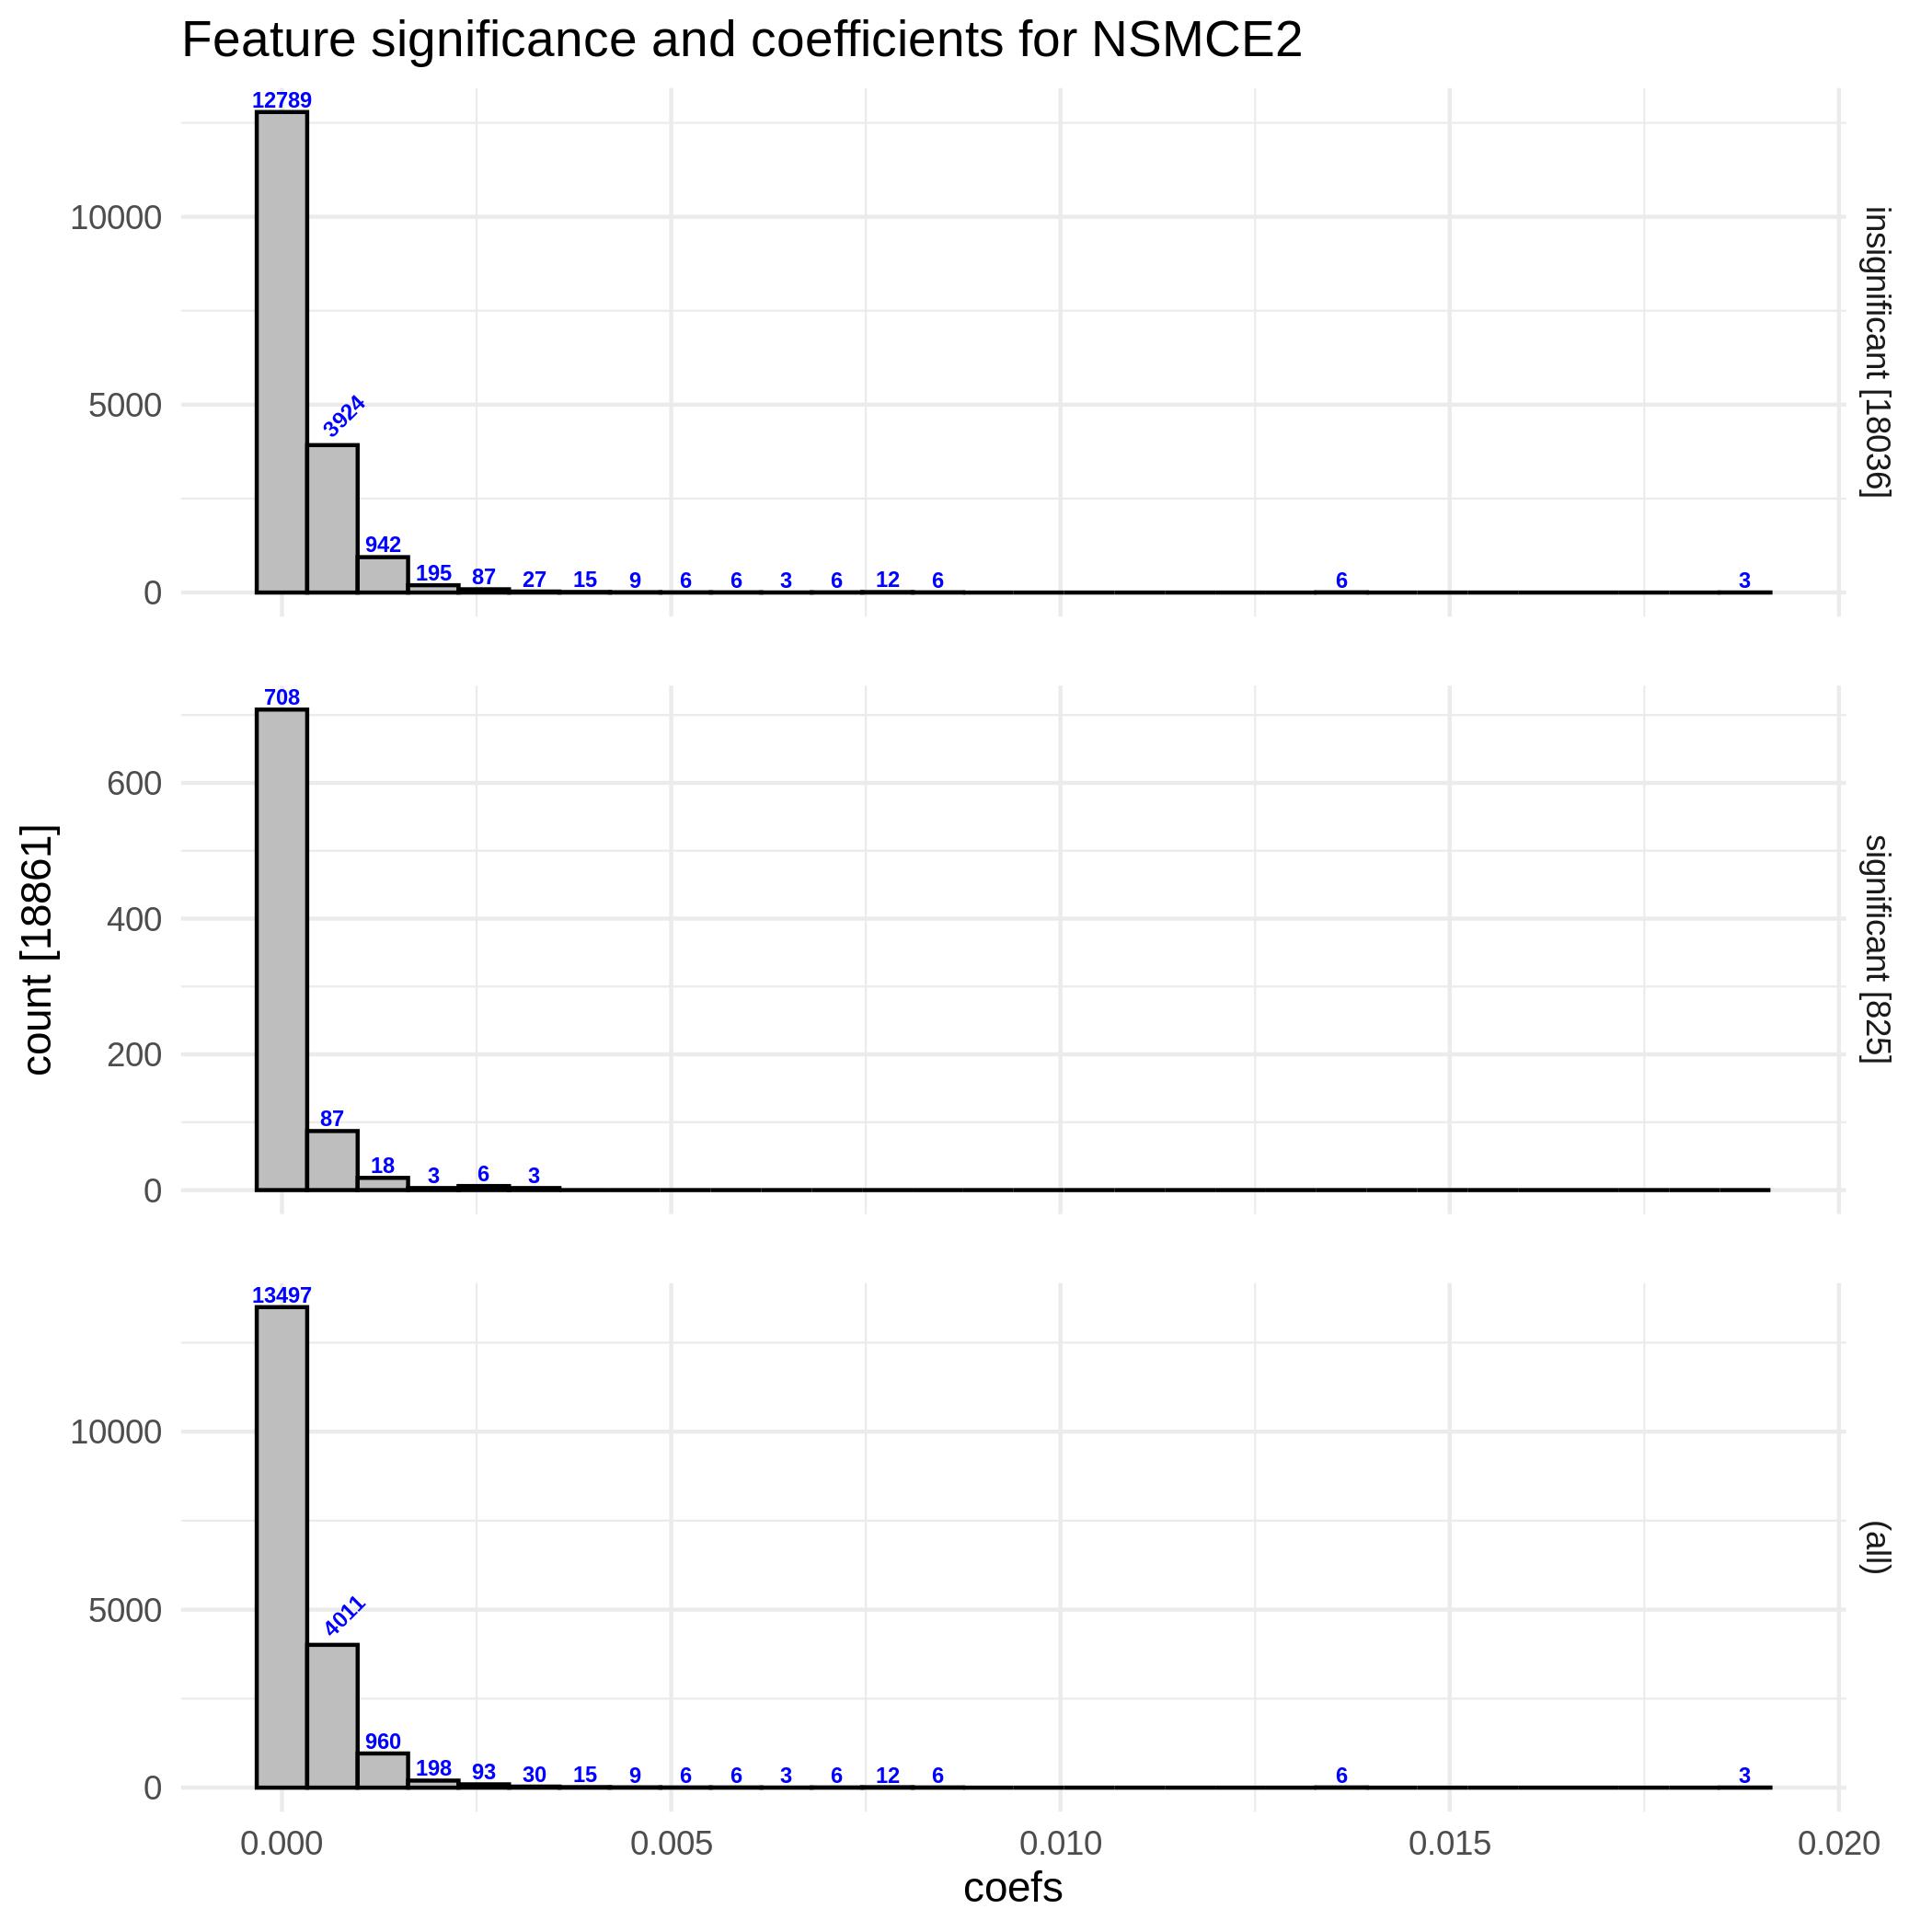 Feature significance and coefficients for NSMCE2
12789
10000
5000
0
3924
942
195 87 27 15 9 6 6 3 6 12 6 6 3
insignificant [18036]
count [18861]
708
600
400
200
0
87
18
3 6 3
significant [825]
13497
10000
5000
0
4011
960
198 93 30 15 9 6 6 3 6 12 6 6 3
(all)
0.000 0.005 0.010 0.015 0.020
coefs